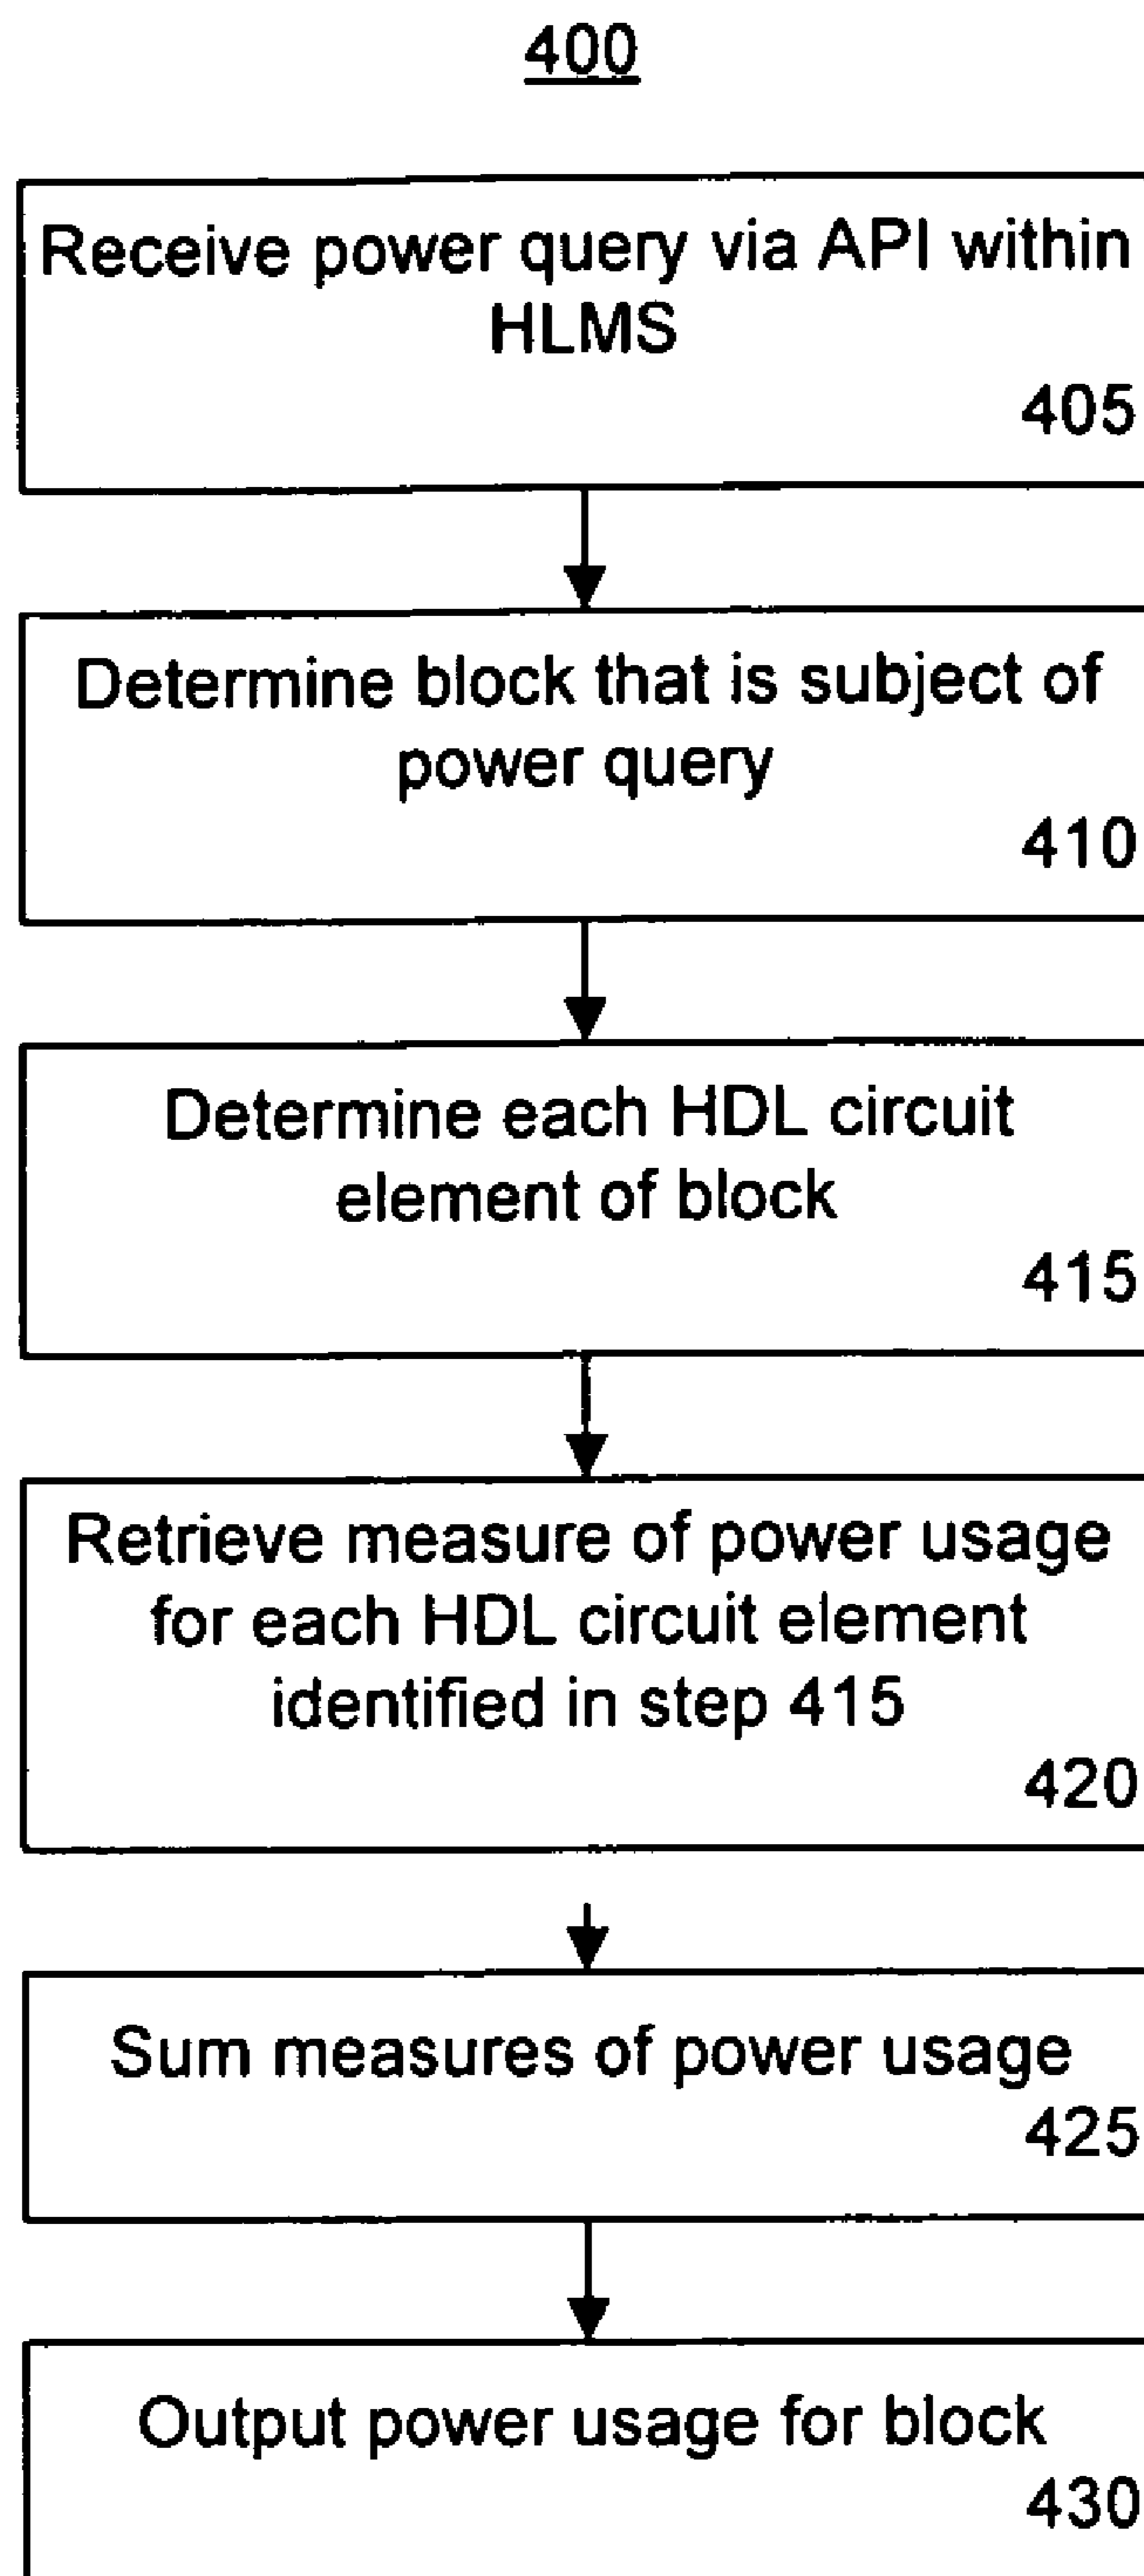 400
Receive power query via API within
HLMS
405
Determine block that is subject of
power query
410
Determine each HDL circuit
element of block
415
Retrieve measure of power usage
for each HDL circuit element
identified in step 415
420
Sum measures of power usage
425
Output power usage for block
430